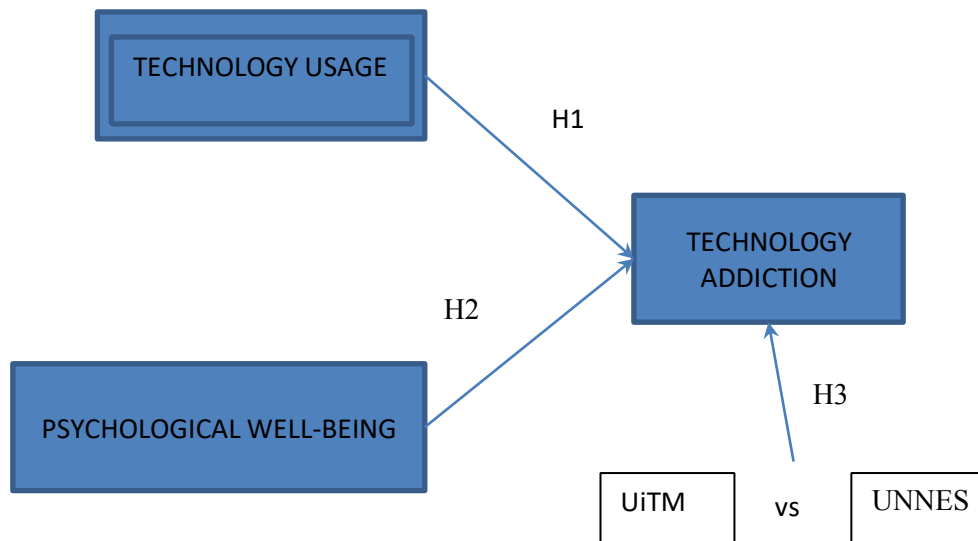 TECHNOLOGY USAGE
H1
TECHNOLOGY
ADDICTION
H2
PSYCHOLOGICAL WELL-BEING
H3
UiTM vs UNNES